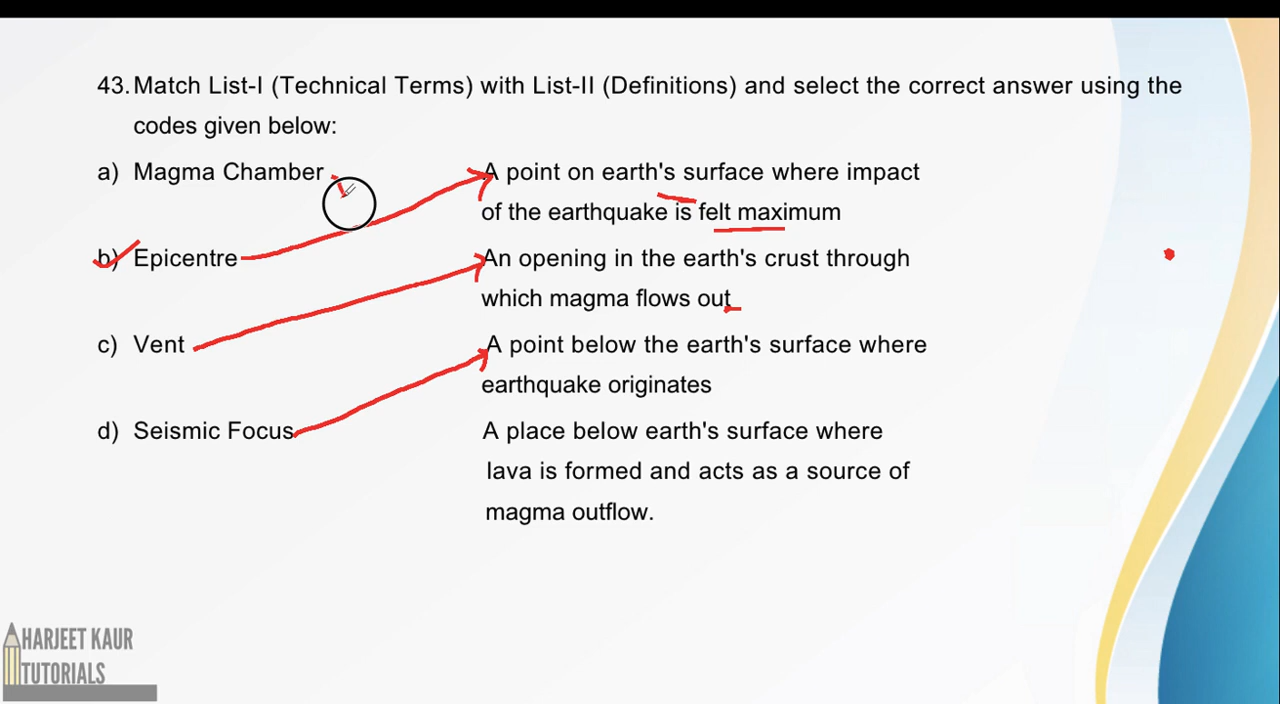 43. Match List-I (Technical Terms) with List-II (Definitions) and select the correct answer using the
codes given below:
a) Magma Chamber A point on earth's surface where impact
of the earthquake is felt maximum
b) Epicentre An opening in the earth's crust through
which magma flows out
c) Vent A point below the earth's surface where
earthquake originates
d) Seismic Focus A place below earth's surface where
lava is formed and acts as a source of
magma outflow.
HARJEET KAUR
TUTORIALS